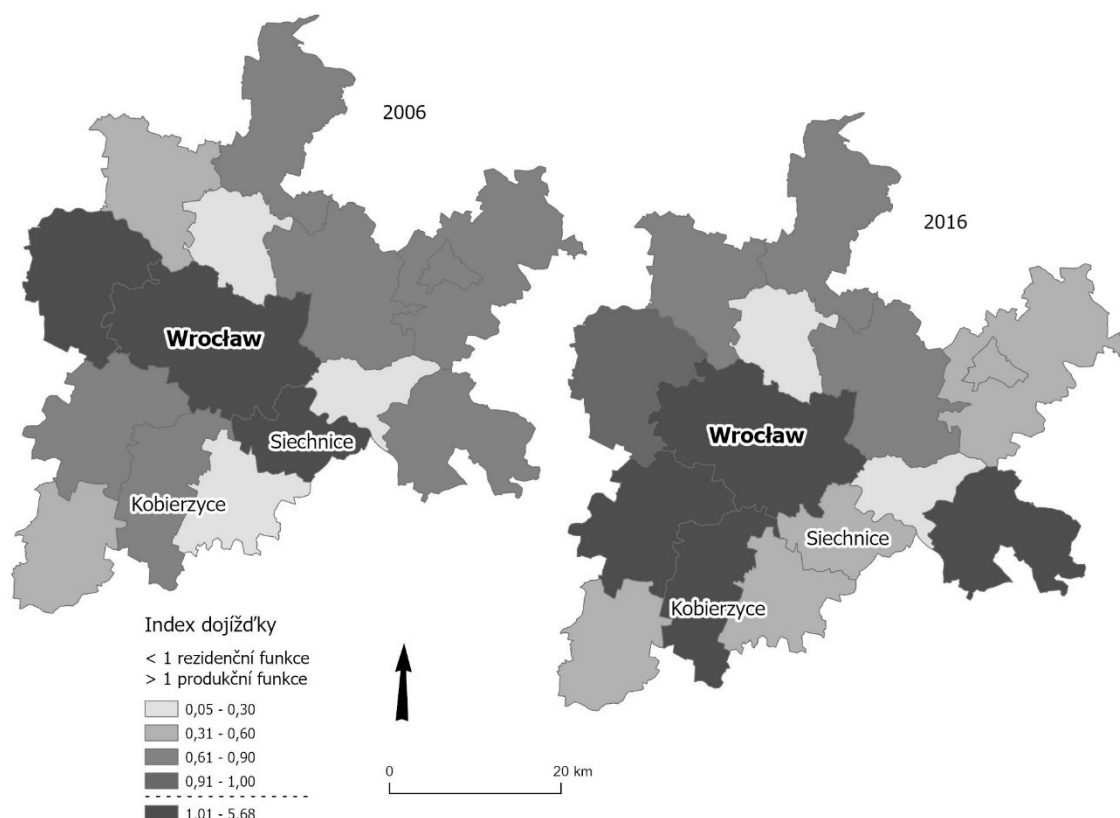 2006
2016
Wrocław
Siechnice
Kobierzyce
Wrocław
Siechnice
Kobierzyce
Index dojížďky
< 1 rezidenční funkce
> 1 produkční funkce
0,05 - 0,30
0,31 - 0,60
0,61 - 0,90
0,91 - 1,00
1,01 - 5,68
0 20 km